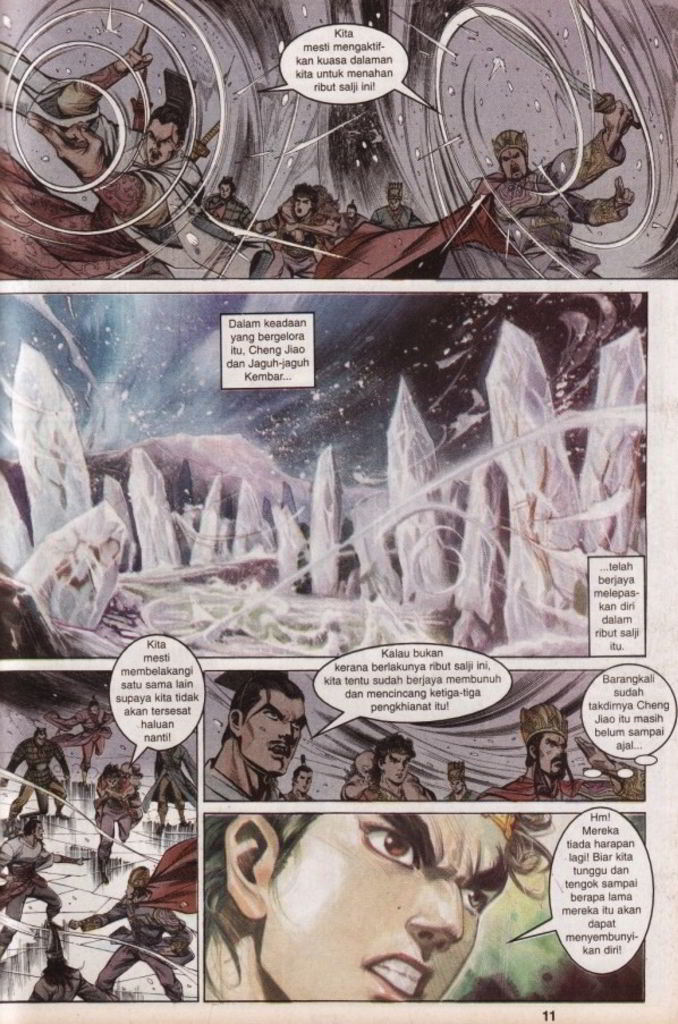 Kita
mesti mengaktif-
kan kuasa dalaman
kita untuk menahan
ribut salji ini!
Dalam keadaan
yang bergelora
itu, Cheng Jiao
dan Jaguh-jaguh
Kembar...
...telah
berjaya
melepas-
kan diri
dalam
ribut salji
itu.
Kita
mesti
membelakangi
satu sama lain
supaya kita tidak
akan tersesat
haluan
nanti!
Kalau bukan
kerana berlakunya ribut salji ini,
kita tentu sudah berjaya membunuh
dan mencincang ketiga-tiga
pengkhianat itu!
Barangkali
sudah
takdirnya Cheng
Jiao itu masih
belum sampai
ajal...
Hm!
Mereka
tiada harapan
lagi! Biar kita
tunggu dan
tengok sampai
berapa lama
mereka itu akan
dapat
menyembunyi-
kan diri!
11